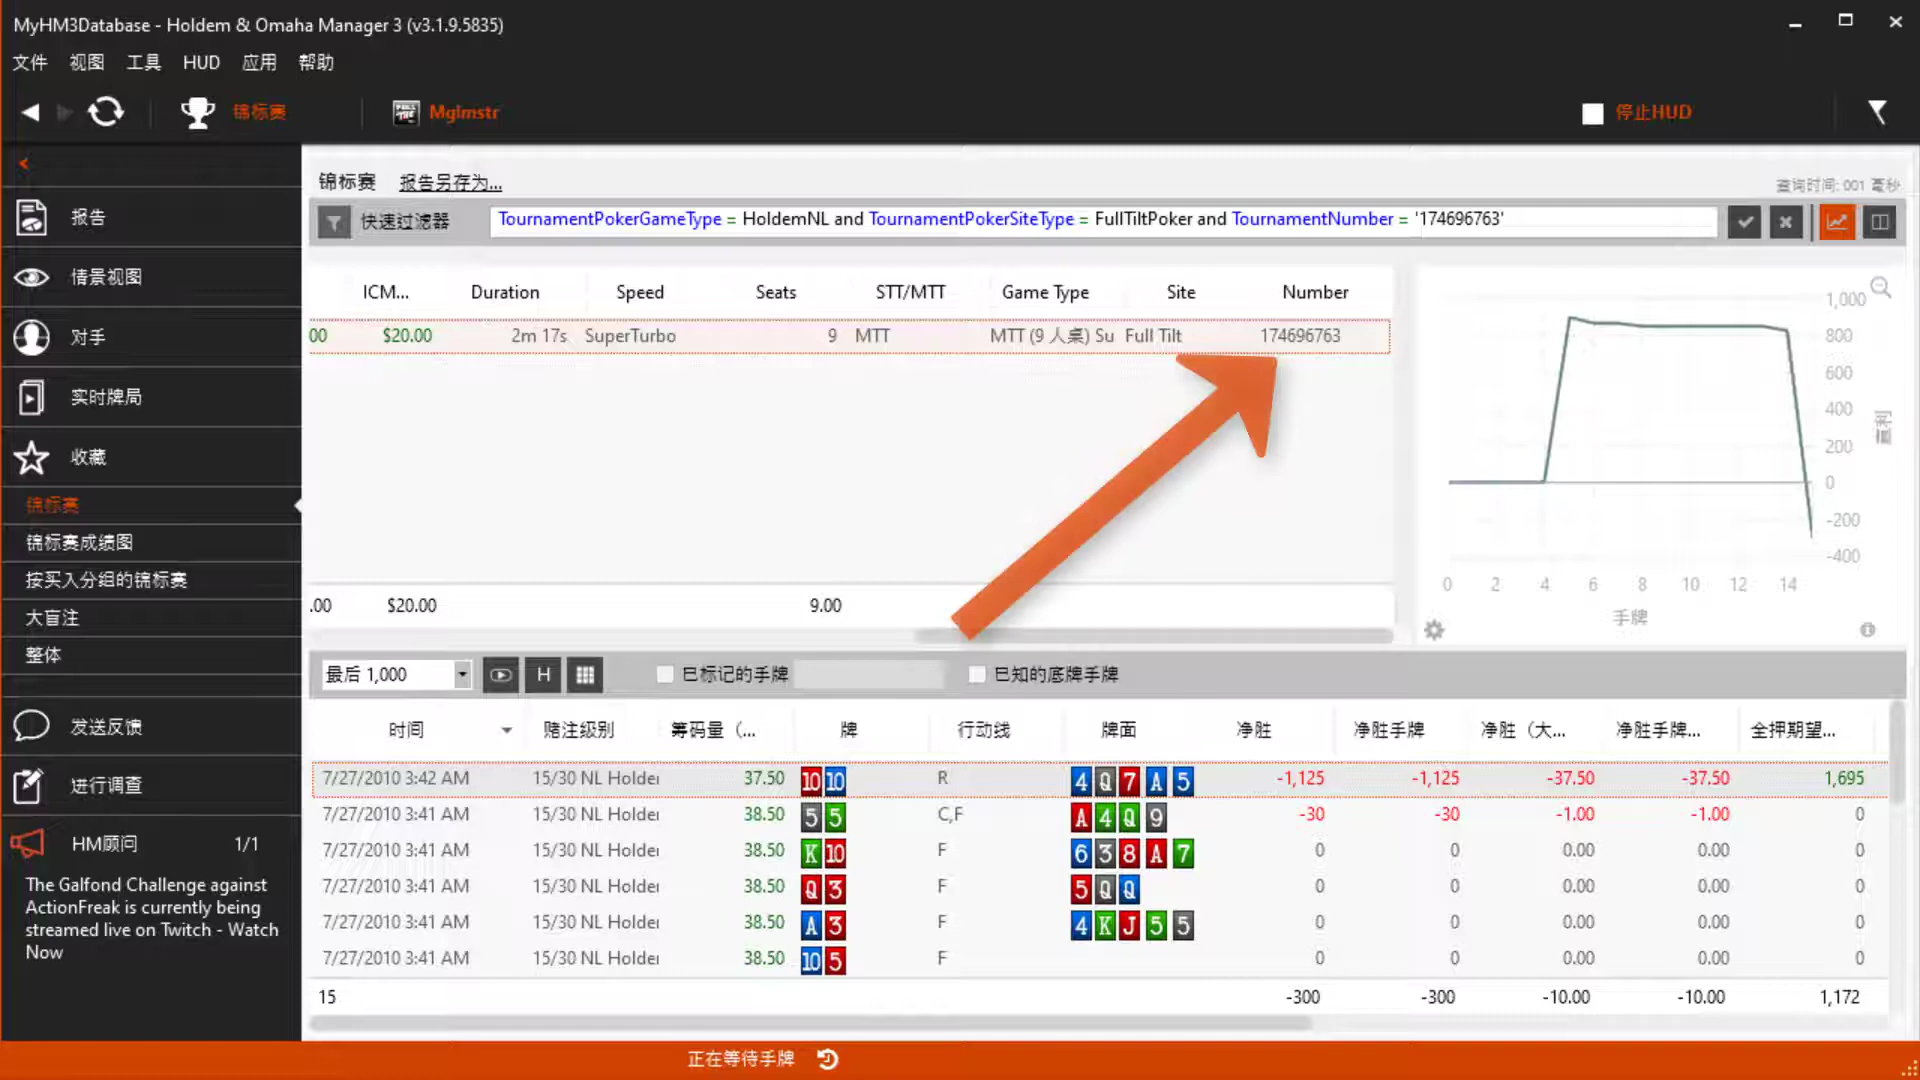 MyHM3Database - Holdem & Omaha Manager 3 (v3.1.9.5835)
文件 视图 工具 HUD 应用 帮助
锦标赛 Mglmstr 停止HUD
报告
情景视图
对手
实时牌局
收藏
锦标赛
锦标赛成绩图
按买入分组的锦标赛
大盲注
整体
发送反馈
进行调查
HM顾问 1/1
The Galfond Challenge against
ActionFreak is currently being
streamed live on Twitch - Watch
Now
锦标赛 报告另存为...
查询时间: 001 毫秒
快速过滤器 TournamentPokerGameType = HoldemNL and TournamentPokerSiteType = FullTiltPoker and TournamentNumber = '174696763'
ICM... Duration Speed Seats STT/MTT Game Type Site Number
00 $20.00 2m 17s SuperTurbo 9 MTT MTT (9 人桌) Su Full Tilt 174696763
.00 $20.00 9.00
1,000
800
600
400
200
0
-200
-400
0 2 4 6 8 10 12 14
手牌
最后 1,000 H 已标记的手牌 已知的底牌手牌
时间 赌注级别 筹码量（... 牌 行动线 牌面 净胜 净胜手牌 净胜（大... 净胜手牌... 全押期望...
7/27/2010 3:42 AM 15/30 NL Holder 37.50 10 10 R 4 Q 7 A 5 -1,125 -1,125 -37.50 -37.50 1,695
7/27/2010 3:41 AM 15/30 NL Holder 38.50 5 5 C,F A 4 Q 9 -30 -30 -1.00 -1.00 0
7/27/2010 3:41 AM 15/30 NL Holder 38.50 K 10 F 6 3 8 A 7 0 0 0.00 0.00 0
7/27/2010 3:41 AM 15/30 NL Holder 38.50 Q 3 F 5 Q Q 0 0 0.00 0.00 0
7/27/2010 3:41 AM 15/30 NL Holder 38.50 A 3 F 4 K J 5 5 0 0 0.00 0.00 0
7/27/2010 3:41 AM 15/30 NL Holder 38.50 10 5 F 0 0 0.00 0.00 0
15 -300 -300 -10.00 -10.00 1,172
正在等待手牌